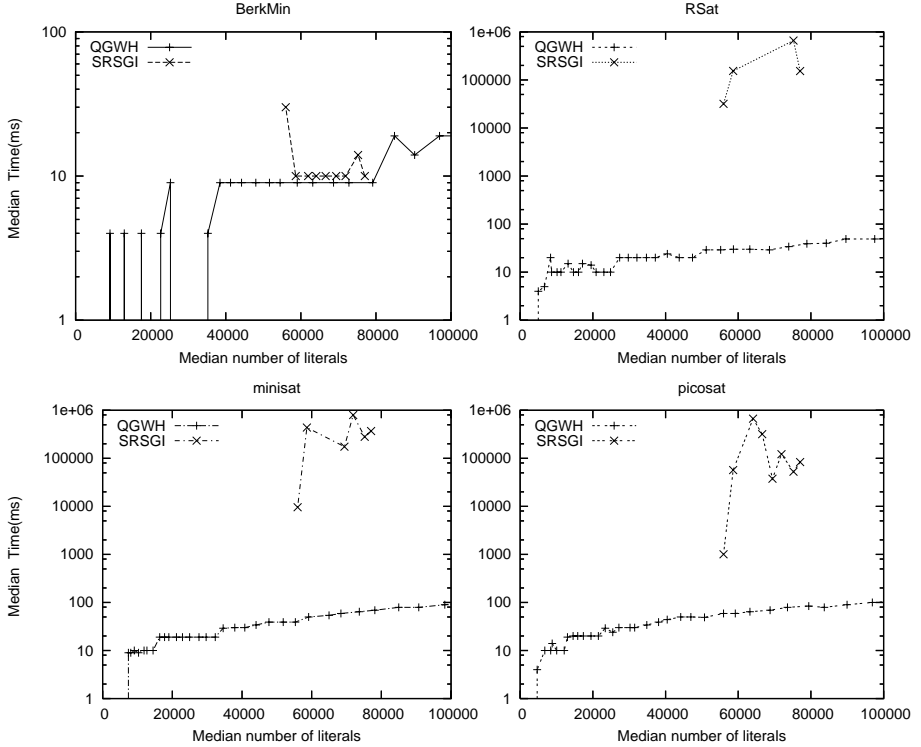 BerkMin
100
10
1
0
20000
40000
60000
80000
100000
Median Time(ms)
Median number of literals
QGWH
SRSGI
RSat
1e+06
100000
10000
1000
100
10
1
0
20000
40000
60000
80000
100000
Median number of literals
QGWH
SRSGI
minisat
1e+06
100000
10000
1000
100
10
1
0
20000
40000
60000
80000
100000
Median Time(ms)
Median number of literals
QGWH
SRSGI
picosat
1e+06
100000
10000
1000
100
10
1
0
20000
40000
60000
80000
100000
Median number of literals
QGWH
SRSGI